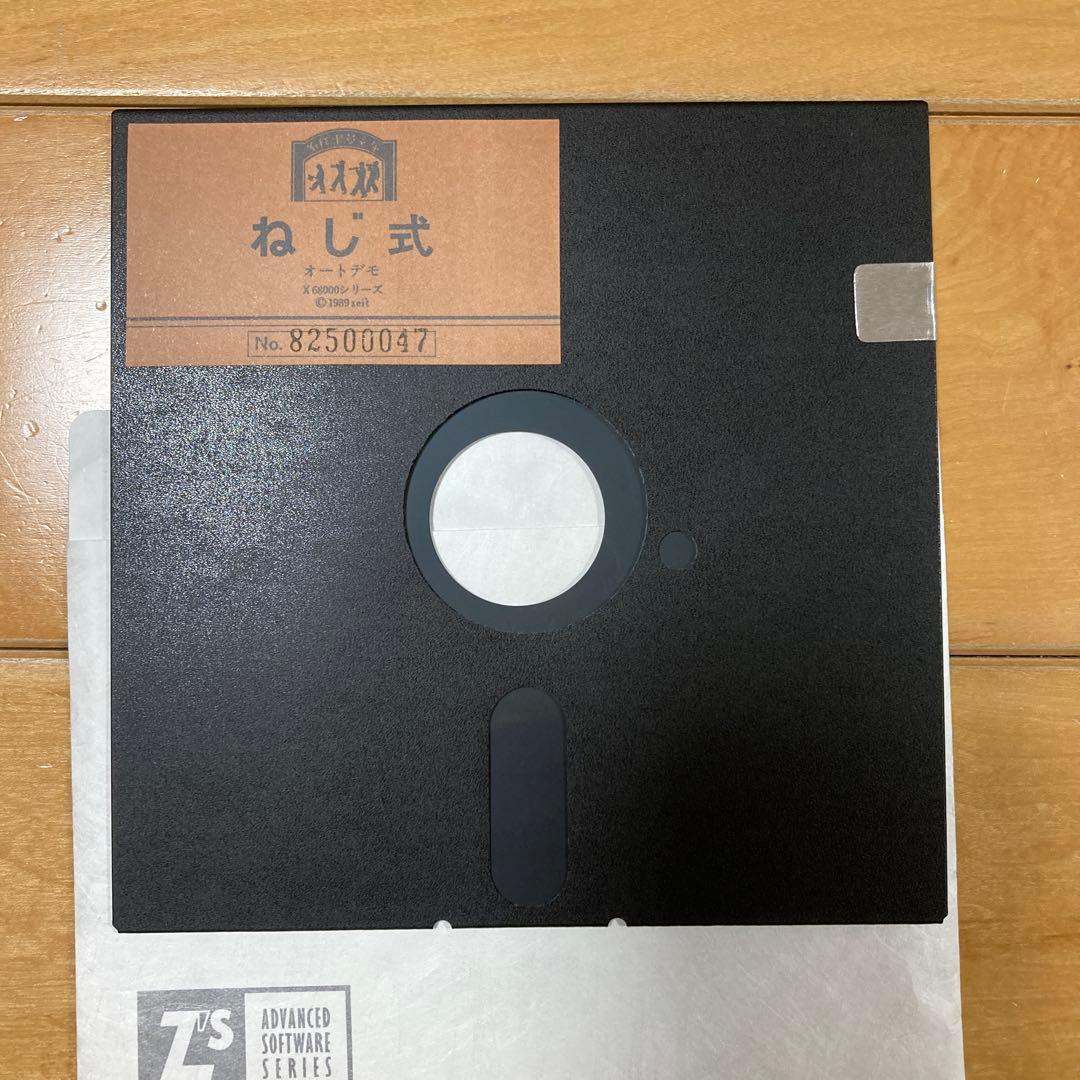 ねじ式
オートデモ
X68000シリーズ
©1989 zeit
No. 82500047
Z'S
ADVANCED
SOFTWARE
SERIES